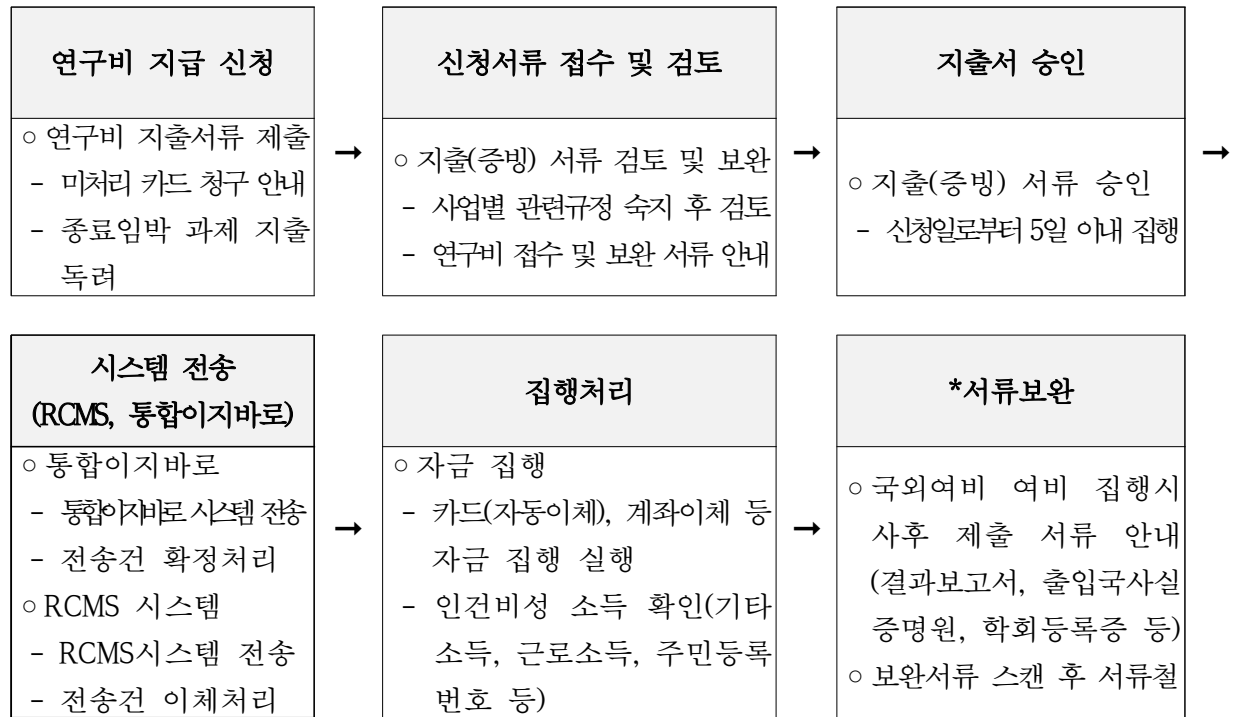 연구비 지급 신청
○ 연구비 지출서류 제출
- 미처리 카드 청구 안내
- 종료임박 과제 지출
독려
→
신청서류 접수 및 검토
○ 지출(증빙) 서류 검토 및 보완
- 사업별 관련규정 숙지 후 검토
- 연구비 접수 및 보완 서류 안내
→
지출서 승인
○ 지출(증빙) 서류 승인
- 신청일로부터 5일 이내 집행
→
시스템 전송
(RCMS, 통합이지바로)
○ 통합이지바로
- 통합이지바로 시스템 전송
- 전송건 확정처리
○ RCMS 시스템
- RCMS시스템 전송
- 전송건 이체처리
→
집행처리
○ 자금 집행
- 카드(자동이체), 계좌이체 등
자금 집행 실행
- 인건비성 소득 확인(기타
소득, 근로소득, 주민등록
번호 등)
→
*서류보완
○ 국외여비 여비 집행시
사후 제출 서류 안내
(결과보고서, 출입국사실
증명원, 학회등록증 등)
○ 보완서류 스캔 후 서류철